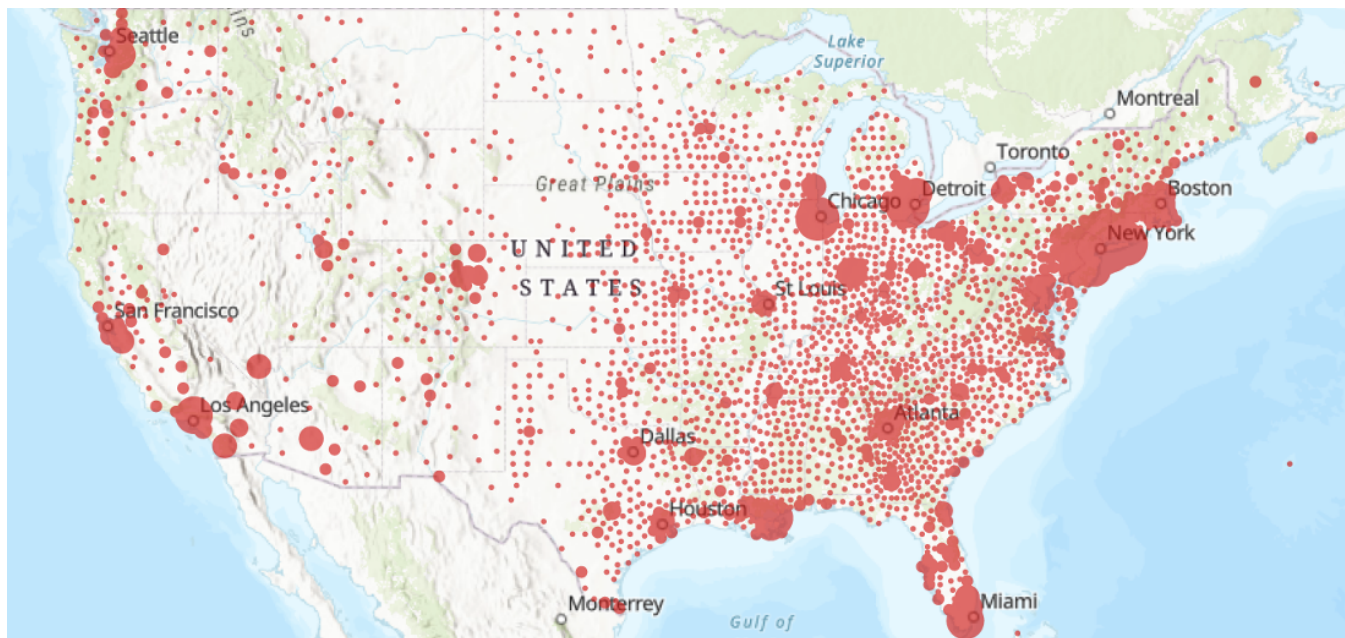 Seattle
Lake
Superior
Montreal
Toronto
Great Plains
Chicago
Detroit
Boston
New York
UNITED
STATES
St Louis
San Francisco
Los Angeles
Atlanta
Dallas
Houston
Monterrey
Miami
Gulf of